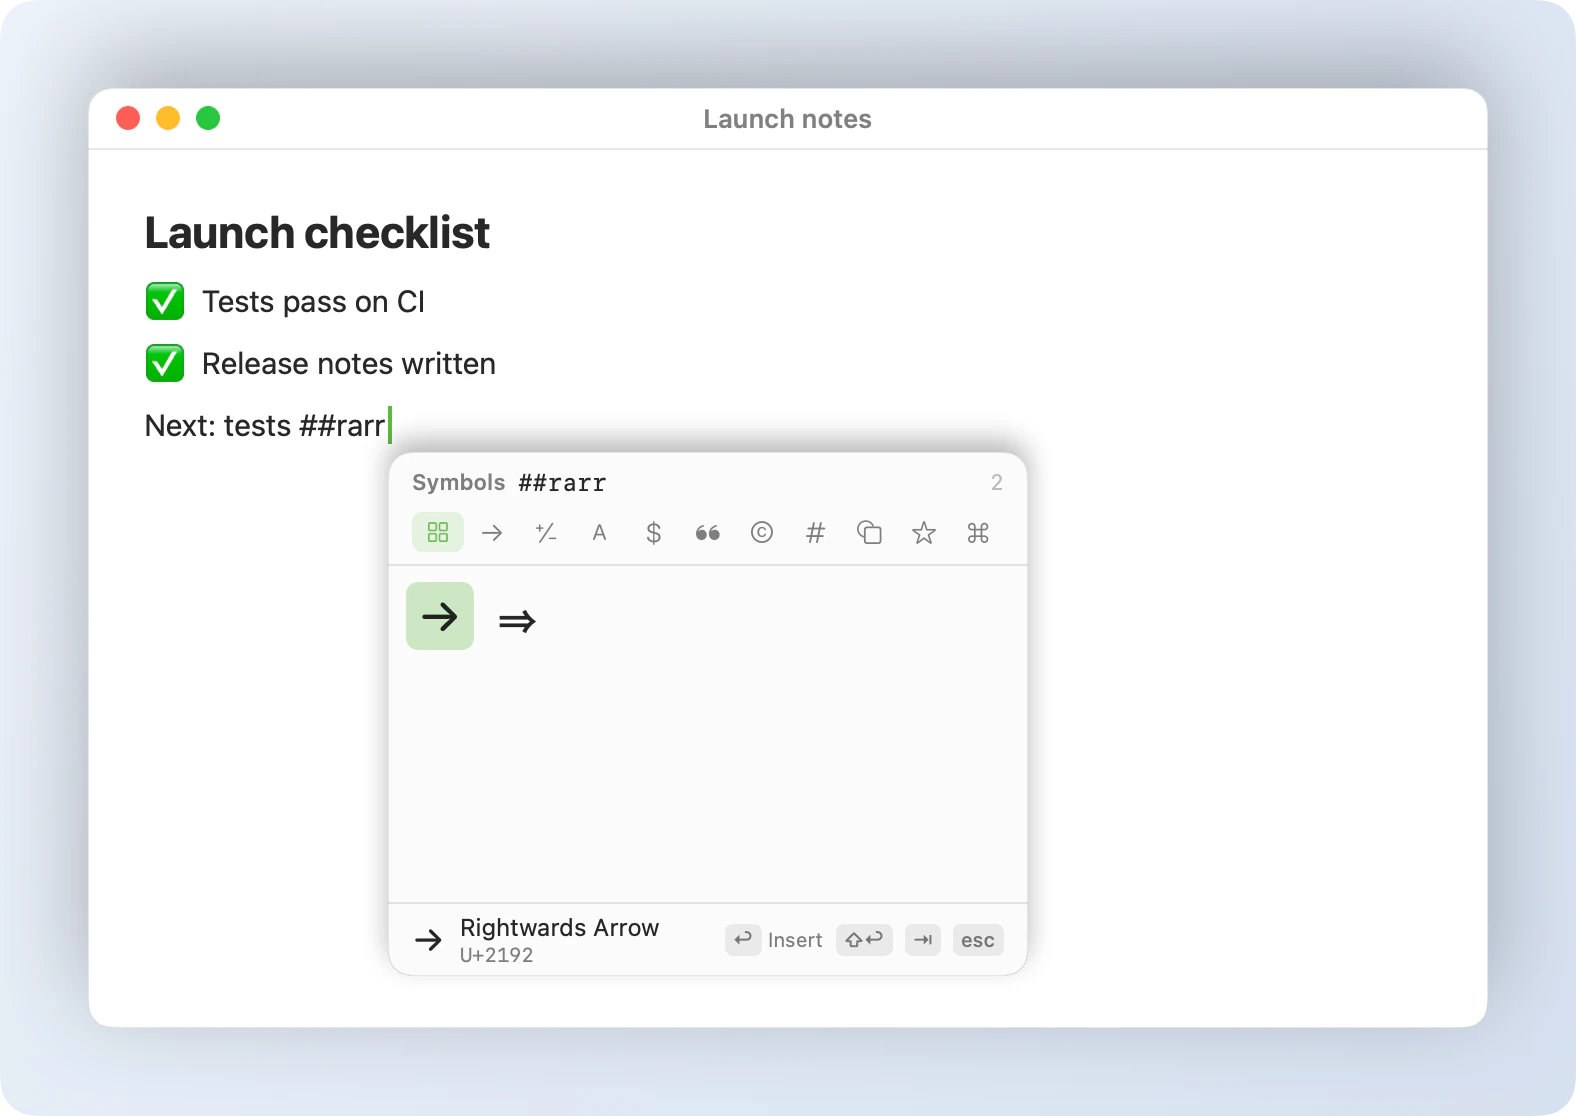 Launch notes
Launch checklist
✅ Tests pass on CI
✅ Release notes written
Next: tests ##rarr
Symbols ##rarr 2
→ ⁺⁄₋ A $ ❝ © # ☆ ⌘
→ ⇒
→ Rightwards Arrow
U+2192
↩ Insert ⇧↩ ⇥ esc